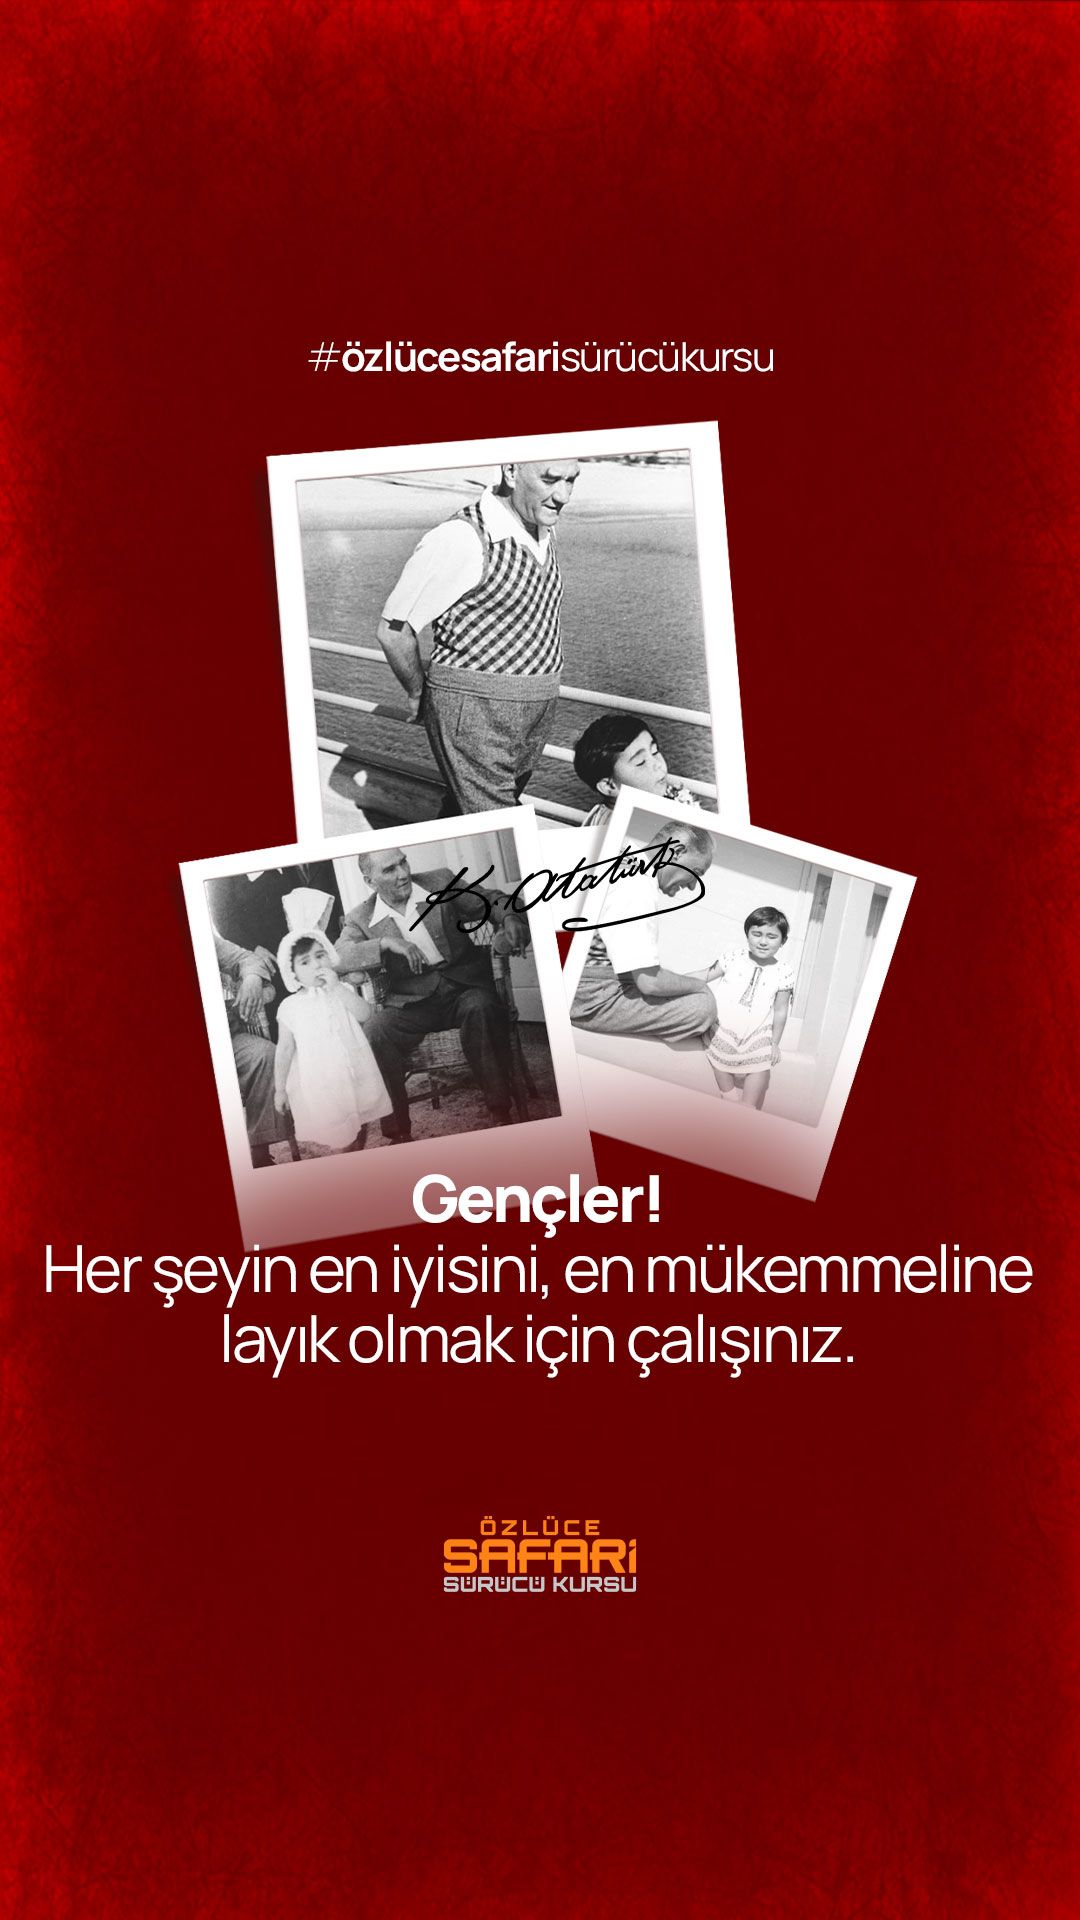 #özlücesafarisürücükursu
K. Atatürk
Gençler!
Her şeyin en iyisini, en mükemmeline
layık olmak için çalışınız.
ÖZLÜCE
SAFARİ
SÜRÜCÜ KURSU